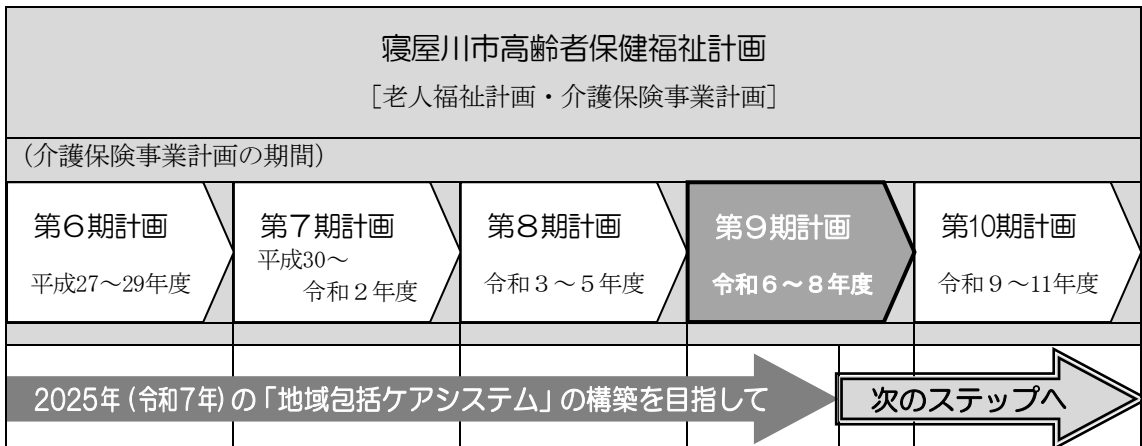 寝屋川市高齢者保健福祉計画
［老人福祉計画・介護保険事業計画］
（介護保険事業計画の期間）
第６期計画
平成27～29年度
第７期計画
平成30～
令和２年度
第８期計画
令和３～５年度
第９期計画
令和６～８年度
第10期計画
令和９～11年度
2025年（令和7年）の「地域包括ケアシステム」の構築を目指して
次のステップへ